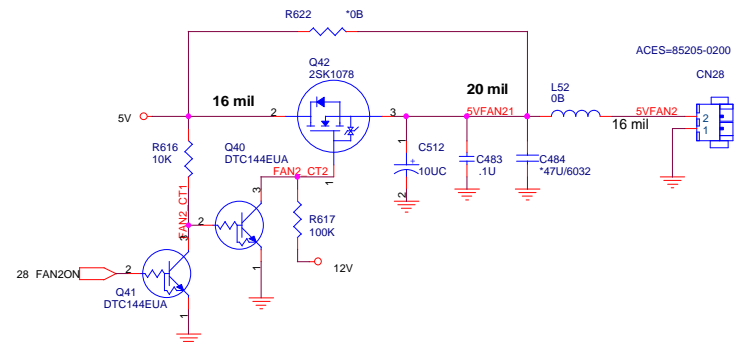 R622 *0B
ACES=85205-0200
Q42
2SK1078
CN28
16 mil
20 mil
L52
0B
5V
2
3
5VFAN21
5VFAN2
16 mil
2
1
R616
10K
Q40
DTC144EUA
C512
10UC
1
2
C483
.1U
C484
*47U/6032
FAN2_CT2
1
FAN2_CT1
3
2
3
R617
100K
1
12V
28 FAN2ON
2
Q41
DTC144EUA
1